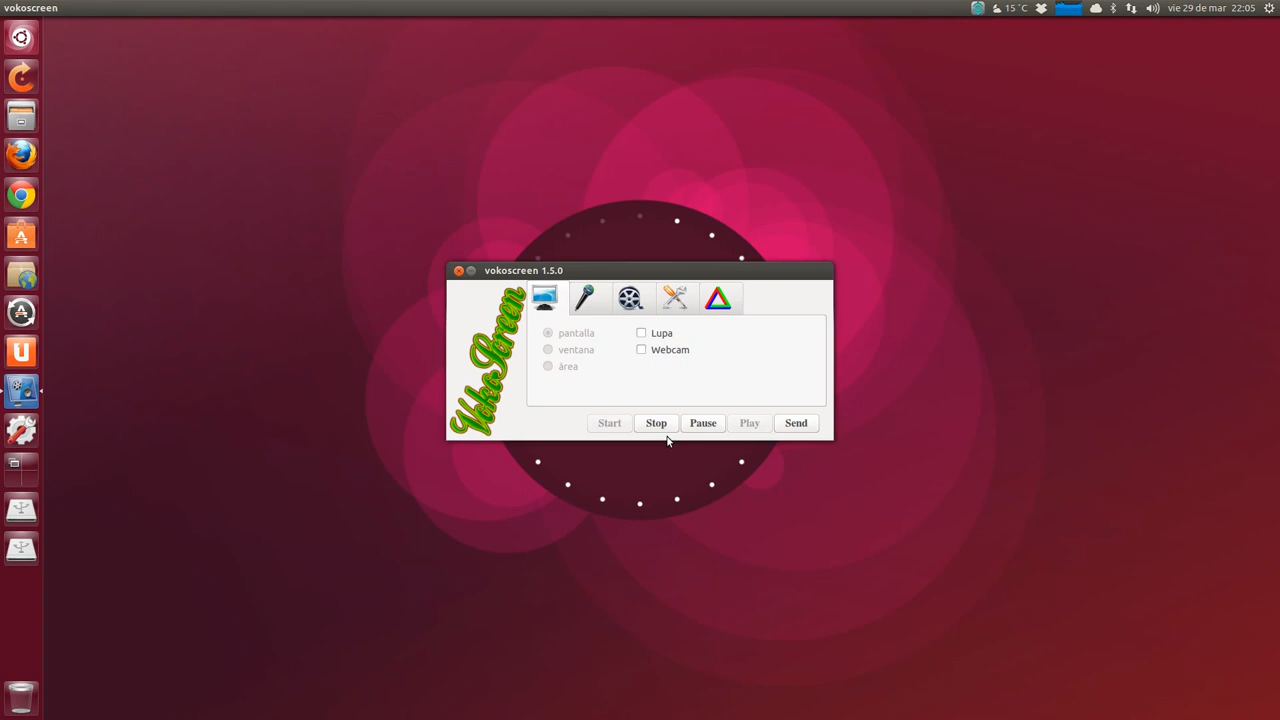 vokoscreen
15 °C
vie 29 de mar 22:05
vokoscreen 1.5.0
VokoScreen
pantalla
Lupa
ventana
Webcam
área
Start
Stop
Pause
Play
Send